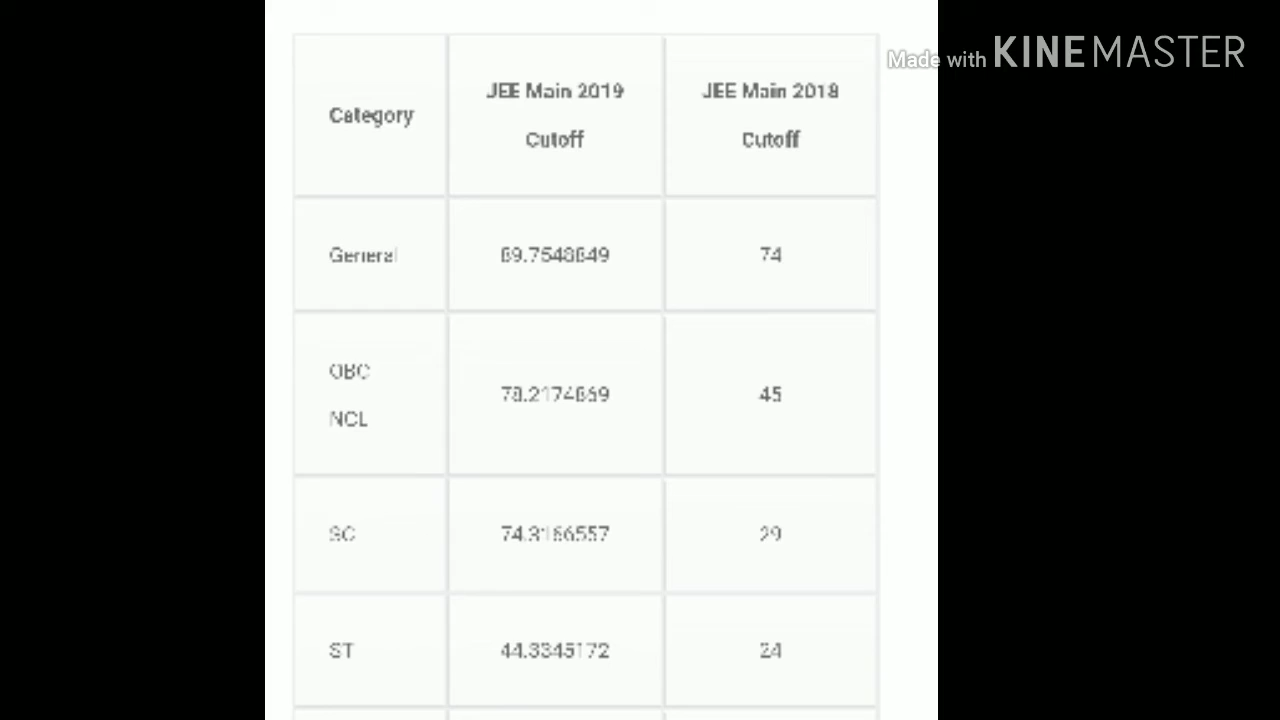 Made with KINEMASTER
Category
JEE Main 2019
Cutoff
JEE Main 2018
Cutoff
General
89.7548849
74
OBC
NCL
78.2174869
45
SC
74.3166557
29
ST
44.3345172
24